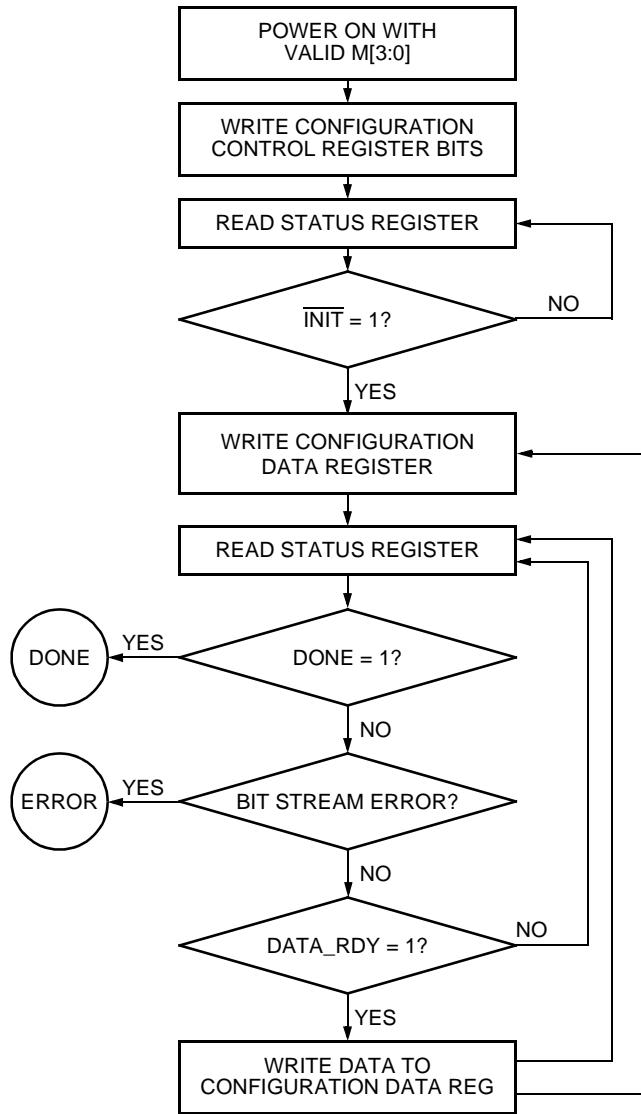 POWER ON WITH
VALID M[3:0]
WRITE CONFIGURATION
CONTROL REGISTER BITS
READ STATUS REGISTER
I̅N̅I̅T̅ = 1?
NO
YES
WRITE CONFIGURATION
DATA REGISTER
READ STATUS REGISTER
DONE
YES
DONE = 1?
NO
ERROR
YES
BIT STREAM ERROR?
NO
DATA_RDY = 1?
NO
YES
WRITE DATA TO
CONFIGURATION DATA REG